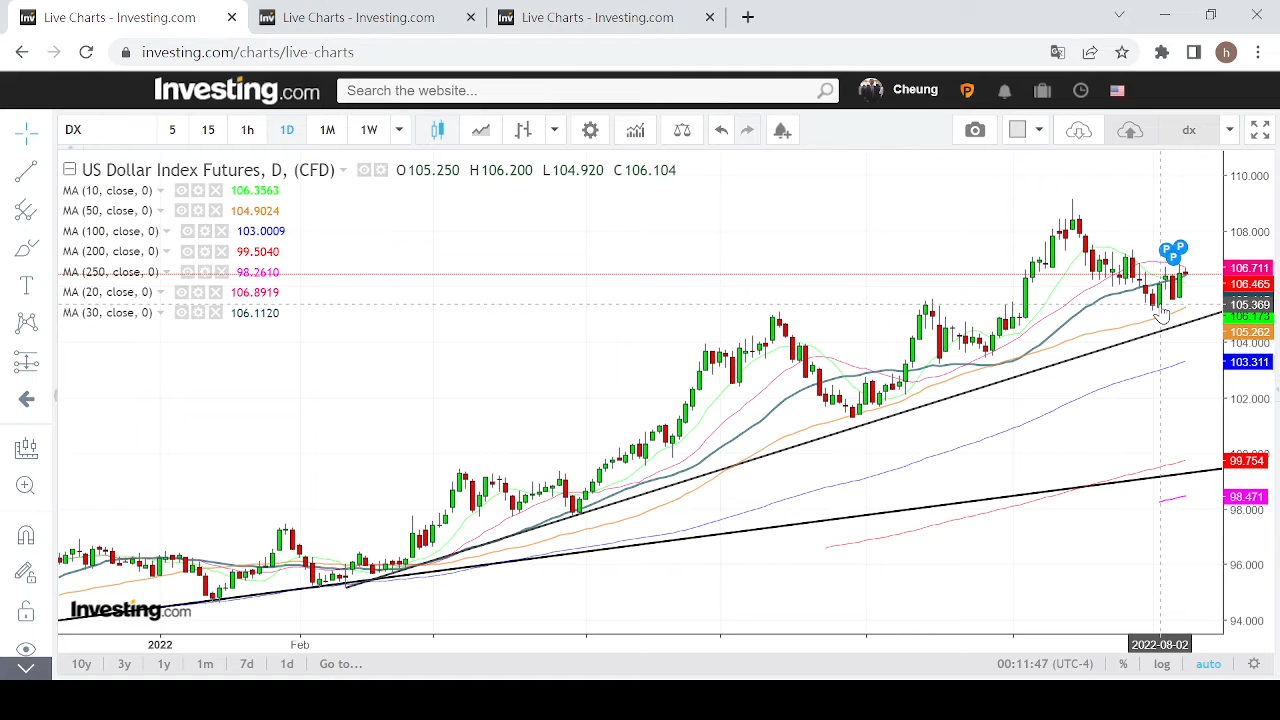 Live Charts - Investing.com Live Charts - Investing.com Live Charts - Investing.com
investing.com/charts/live-charts h
Investing.com Search the website... Cheung
DX 5 15 1h 1D 1M 1W dx
US Dollar Index Futures, D, (CFD) O105.250 H106.200 L104.920 C106.104
MA (10, close, 0) 106.3563
MA (50, close, 0) 104.9024
MA (100, close, 0) 103.0009
MA (200, close, 0) 99.5040
MA (250, close, 0) 98.2610
MA (20, close, 0) 106.8919
MA (30, close, 0) 106.1120
110.000
108.000
P P
P
106.711
106.465
105.369
106.173
105.262
104.000
103.311
102.000
99.754
98.471
98.000
96.000
94.000
Investing.com
2022 Feb 2022-08-02
10y 3y 1y 1m 7d 1d Go to... 00:11:47 (UTC-4) % log auto